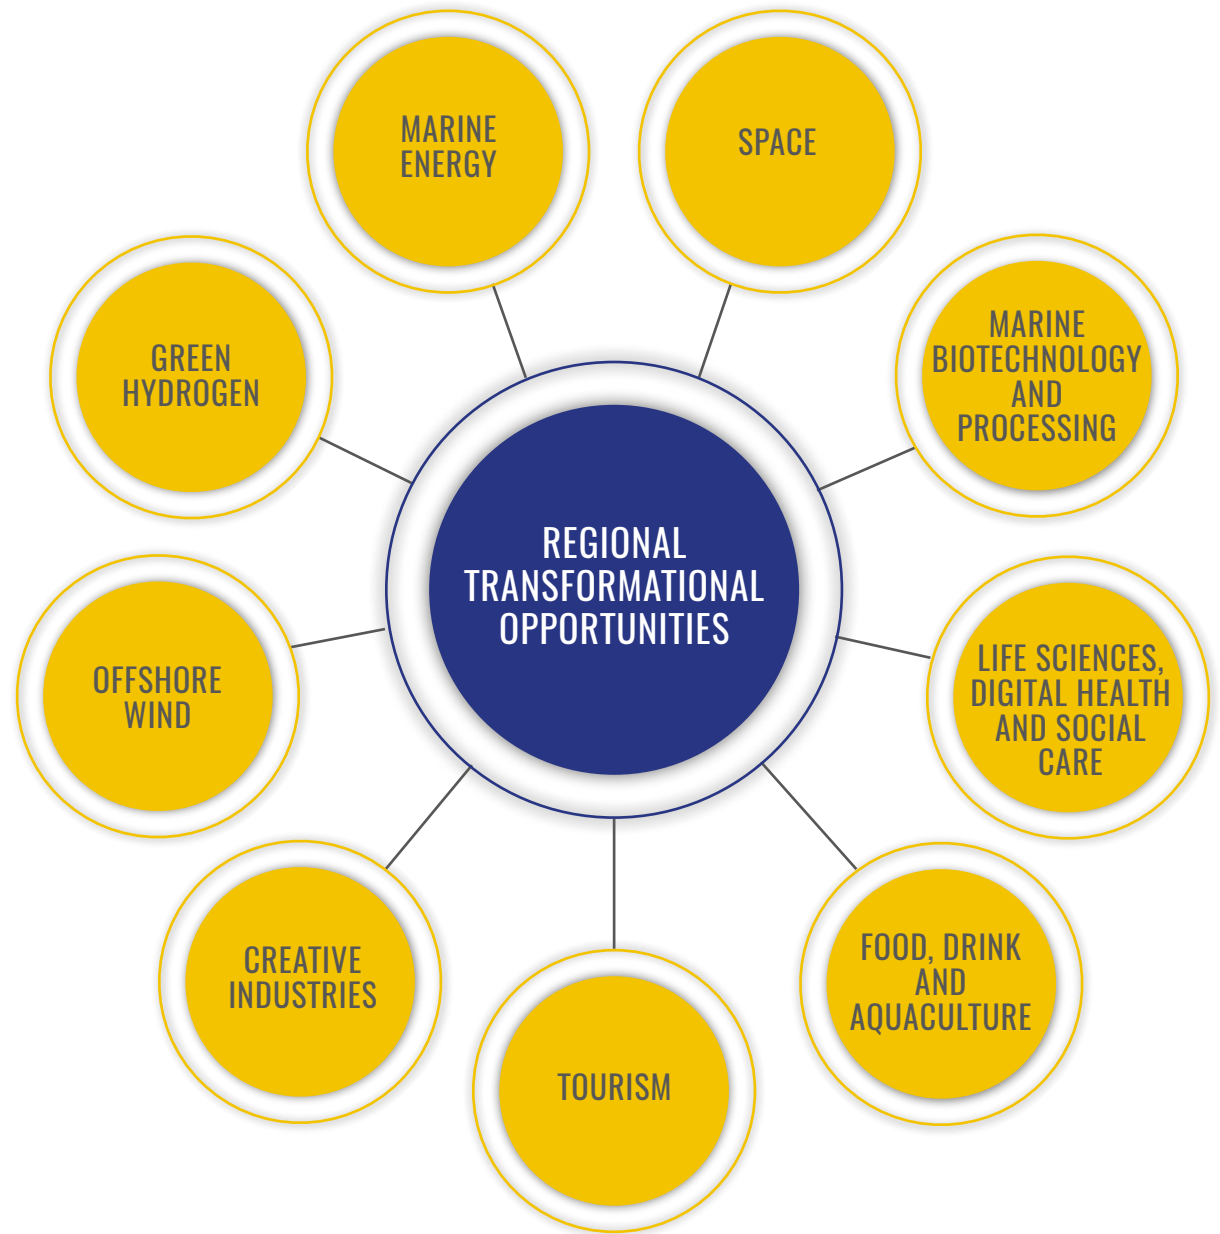 MARINE
ENERGY
SPACE
GREEN
HYDROGEN
MARINE
BIOTECHNOLOGY
AND
PROCESSING
REGIONAL
TRANSFORMATIONAL
OPPORTUNITIES
OFFSHORE
WIND
LIFE SCIENCES,
DIGITAL HEALTH
AND SOCIAL
CARE
CREATIVE
INDUSTRIES
FOOD, DRINK
AND
AQUACULTURE
TOURISM